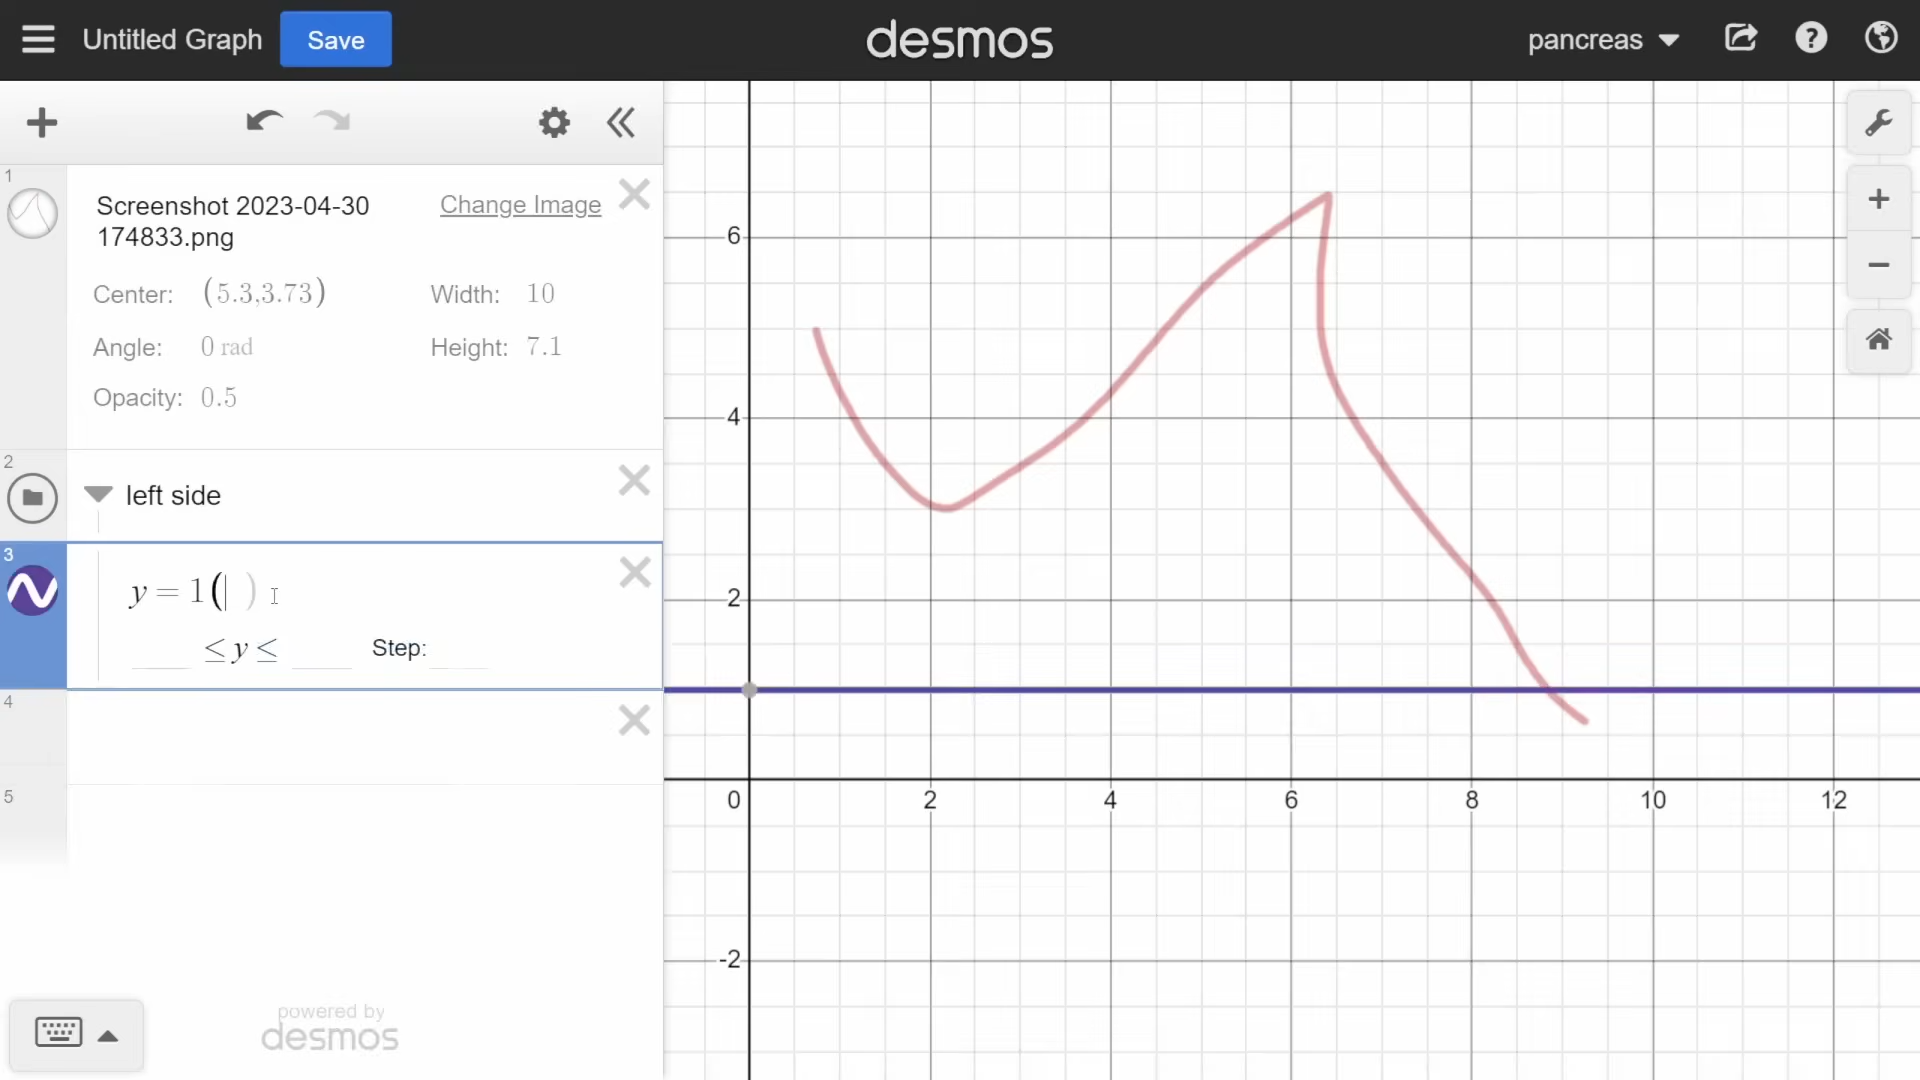 Untitled Graph
Save
desmos
pancreas
1
Screenshot 2023-04-30
174833.png
Change Image
Center: (5.3,3.73)
Width: 10
Angle: 0 rad
Height: 7.1
Opacity: 0.5
2
left side
3
y = 1( )
≤ y ≤
Step:
4
5
powered by
desmos
6
4
2
0
2
4
6
8
10
12
-2